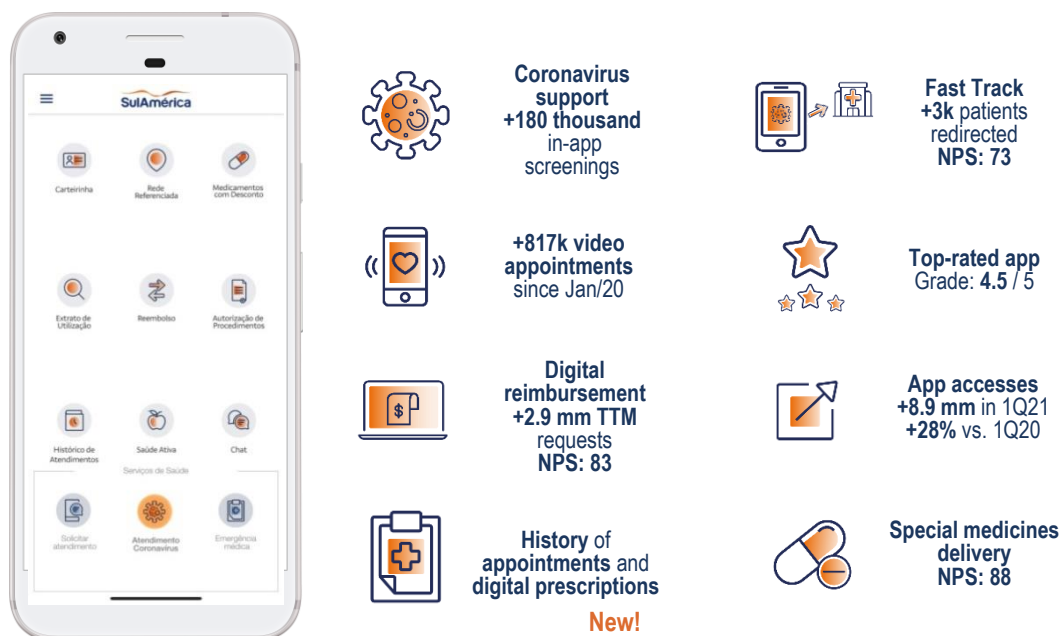 SulAmérica
Carteirinha
Rede
Referenciada
Medicamentos
com Desconto
Extrato de
Utilização
Reembolso
Autorização de
Procedimentos
Histórico de
Atendimentos
Saúde Ativa
Chat
Serviços de Saúde
Solicitar
atendimento
Atendimento
Coronavírus
Emergência
médica
Coronavirus
support
+180 thousand
in-app
screenings
Fast Track
+3k patients
redirected
NPS: 73
+817k video
appointments
since Jan/20
Top-rated app
Grade: 4.5 / 5
$
Digital
reimbursement
+2.9 mm TTM
requests
NPS: 83
App accesses
+8.9 mm in 1Q21
+28% vs. 1Q20
History of
appointments and
digital prescriptions
New!
Special medicines
delivery
NPS: 88